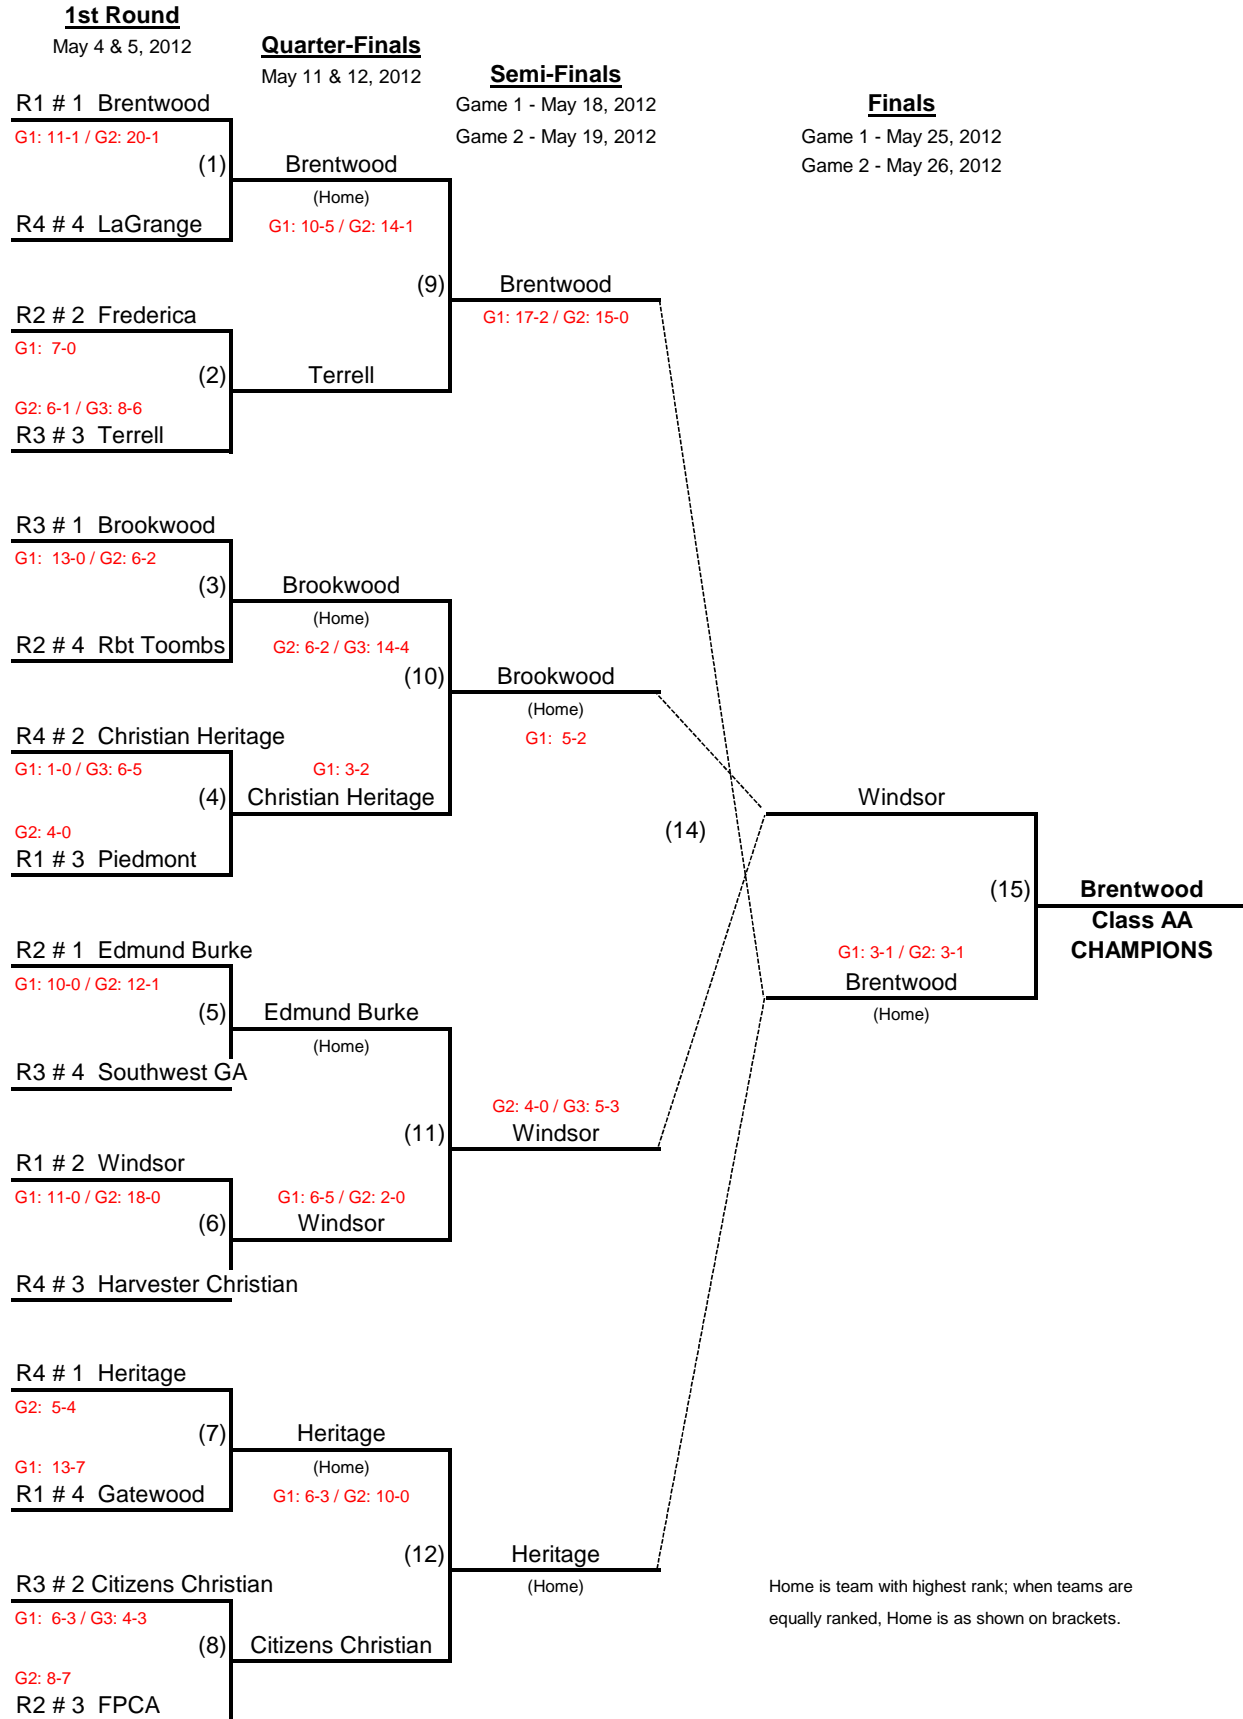 1st Round
May 4 & 5, 2012
Quarter-Finals
May 11 & 12, 2012
Semi-Finals
Game 1 - May 18, 2012
Game 2 - May 19, 2012
Finals
Game 1 - May 25, 2012
Game 2 - May 26, 2012
R1 # 1 Brentwood
G1: 11-1 / G2: 20-1
(1)
R4 # 4 LaGrange
R2 # 2 Frederica
G1: 7-0
(2)
G2: 6-1 / G3: 8-6
R3 # 3 Terrell
R3 # 1 Brookwood
G1: 13-0 / G2: 6-2
(3)
R2 # 4 Rbt Toombs
R4 # 2 Christian Heritage
G1: 1-0 / G3: 6-5
(4)
G2: 4-0
R1 # 3 Piedmont
R2 # 1 Edmund Burke
G1: 10-0 / G2: 12-1
(5)
R3 # 4 Southwest GA
R1 # 2 Windsor
G1: 11-0 / G2: 18-0
(6)
R4 # 3 Harvester Christian
R4 # 1 Heritage
G2: 5-4
(7)
G1: 13-7
R1 # 4 Gatewood
R3 # 2 Citizens Christian
G1: 6-3 / G3: 4-3
(8)
G2: 8-7
R2 # 3 FPCA
Brentwood
(Home)
G1: 10-5 / G2: 14-1
(9)
Terrell
Brookwood
(Home)
G2: 6-2 / G3: 14-4
(10)
G1: 3-2
Christian Heritage
Edmund Burke
(Home)
(11)
G1: 6-5 / G2: 2-0
Windsor
Heritage
(Home)
G1: 6-3 / G2: 10-0
(12)
Citizens Christian
Brentwood
G1: 17-2 / G2: 15-0
Brookwood
(Home)
G1: 5-2
(14)
G2: 4-0 / G3: 5-3
Windsor
Heritage
(Home)
Windsor
(15)
G1: 3-1 / G2: 3-1
Brentwood
(Home)
Brentwood
Class AA
CHAMPIONS
Home is team with highest rank; when teams are
equally ranked, Home is as shown on brackets.